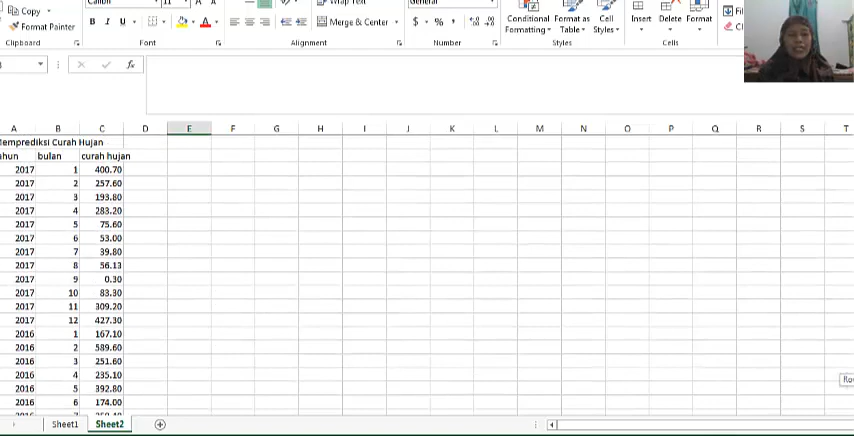 Copy
Calibri 11 A A
Wrap Text
General
Format Painter
B I U A
Merge & Center
$ % ,
Conditional Formatting
Format as Table
Cell Styles
Insert Delete Format
Clipboard Font Alignment Number Styles Cells
fx
A B C D E F G H I J K L M N O P Q R S T
Memprediksi Curah Hujan
tahun bulan curah hujan
2017 1 400.70
2017 2 257.60
2017 3 193.80
2017 4 283.20
2017 5 75.60
2017 6 53.00
2017 7 39.80
2017 8 56.13
2017 9 0.30
2017 10 83.30
2017 11 309.20
2017 12 427.30
2016 1 167.10
2016 2 589.60
2016 3 251.60
2016 4 235.10
2016 5 392.80
2016 6 174.00
Sheet1 Sheet2